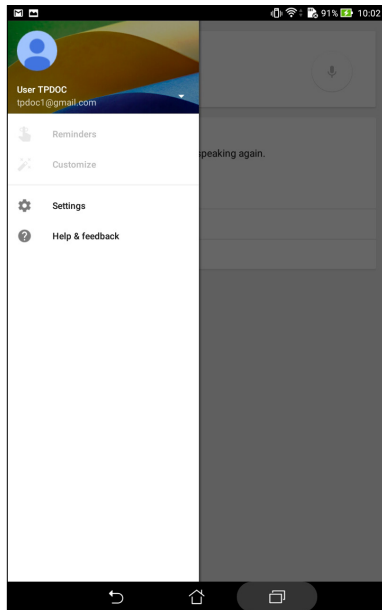 91% 10:02
User TPDOC
tpdoc1@gmail.com
Reminders
speaking again.
Customize
Settings
Help & feedback